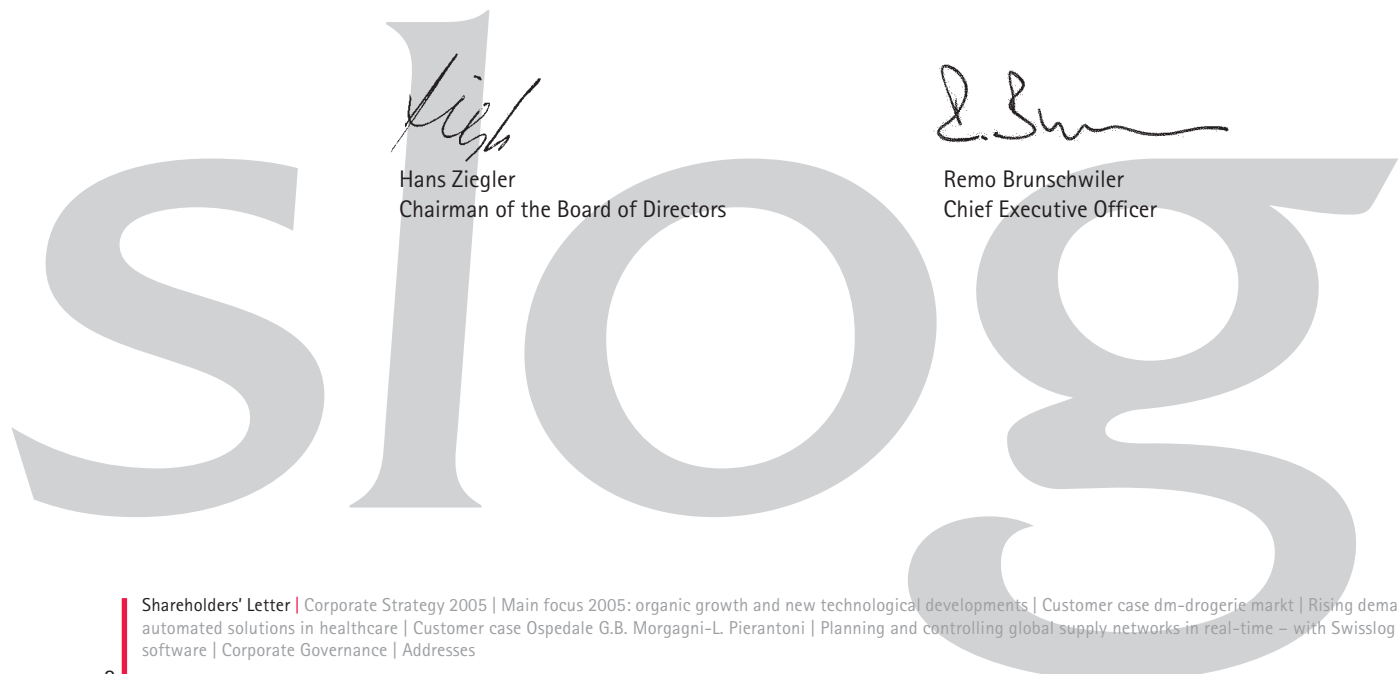 slog
Hans Ziegler
Chairman of the Board of Directors
Remo Brunschwiler
Chief Executive Officer
Shareholders' Letter | Corporate Strategy 2005 | Main focus 2005: organic growth and new technological developments | Customer case dm-drogerie markt | Rising dema
automated solutions in healthcare | Customer case Ospedale G.B. Morgagni-L. Pierantoni | Planning and controlling global supply networks in real-time – with Swisslog
software | Corporate Governance | Addresses